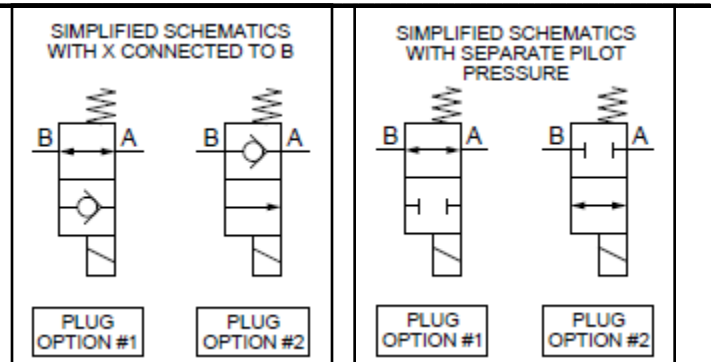 SIMPLIFIED SCHEMATICS
WITH X CONNECTED TO B
B A
B A
PLUG
OPTION #1
PLUG
OPTION #2
SIMPLIFIED SCHEMATICS
WITH SEPARATE PILOT
PRESSURE
B A
B A
PLUG
OPTION #1
PLUG
OPTION #2